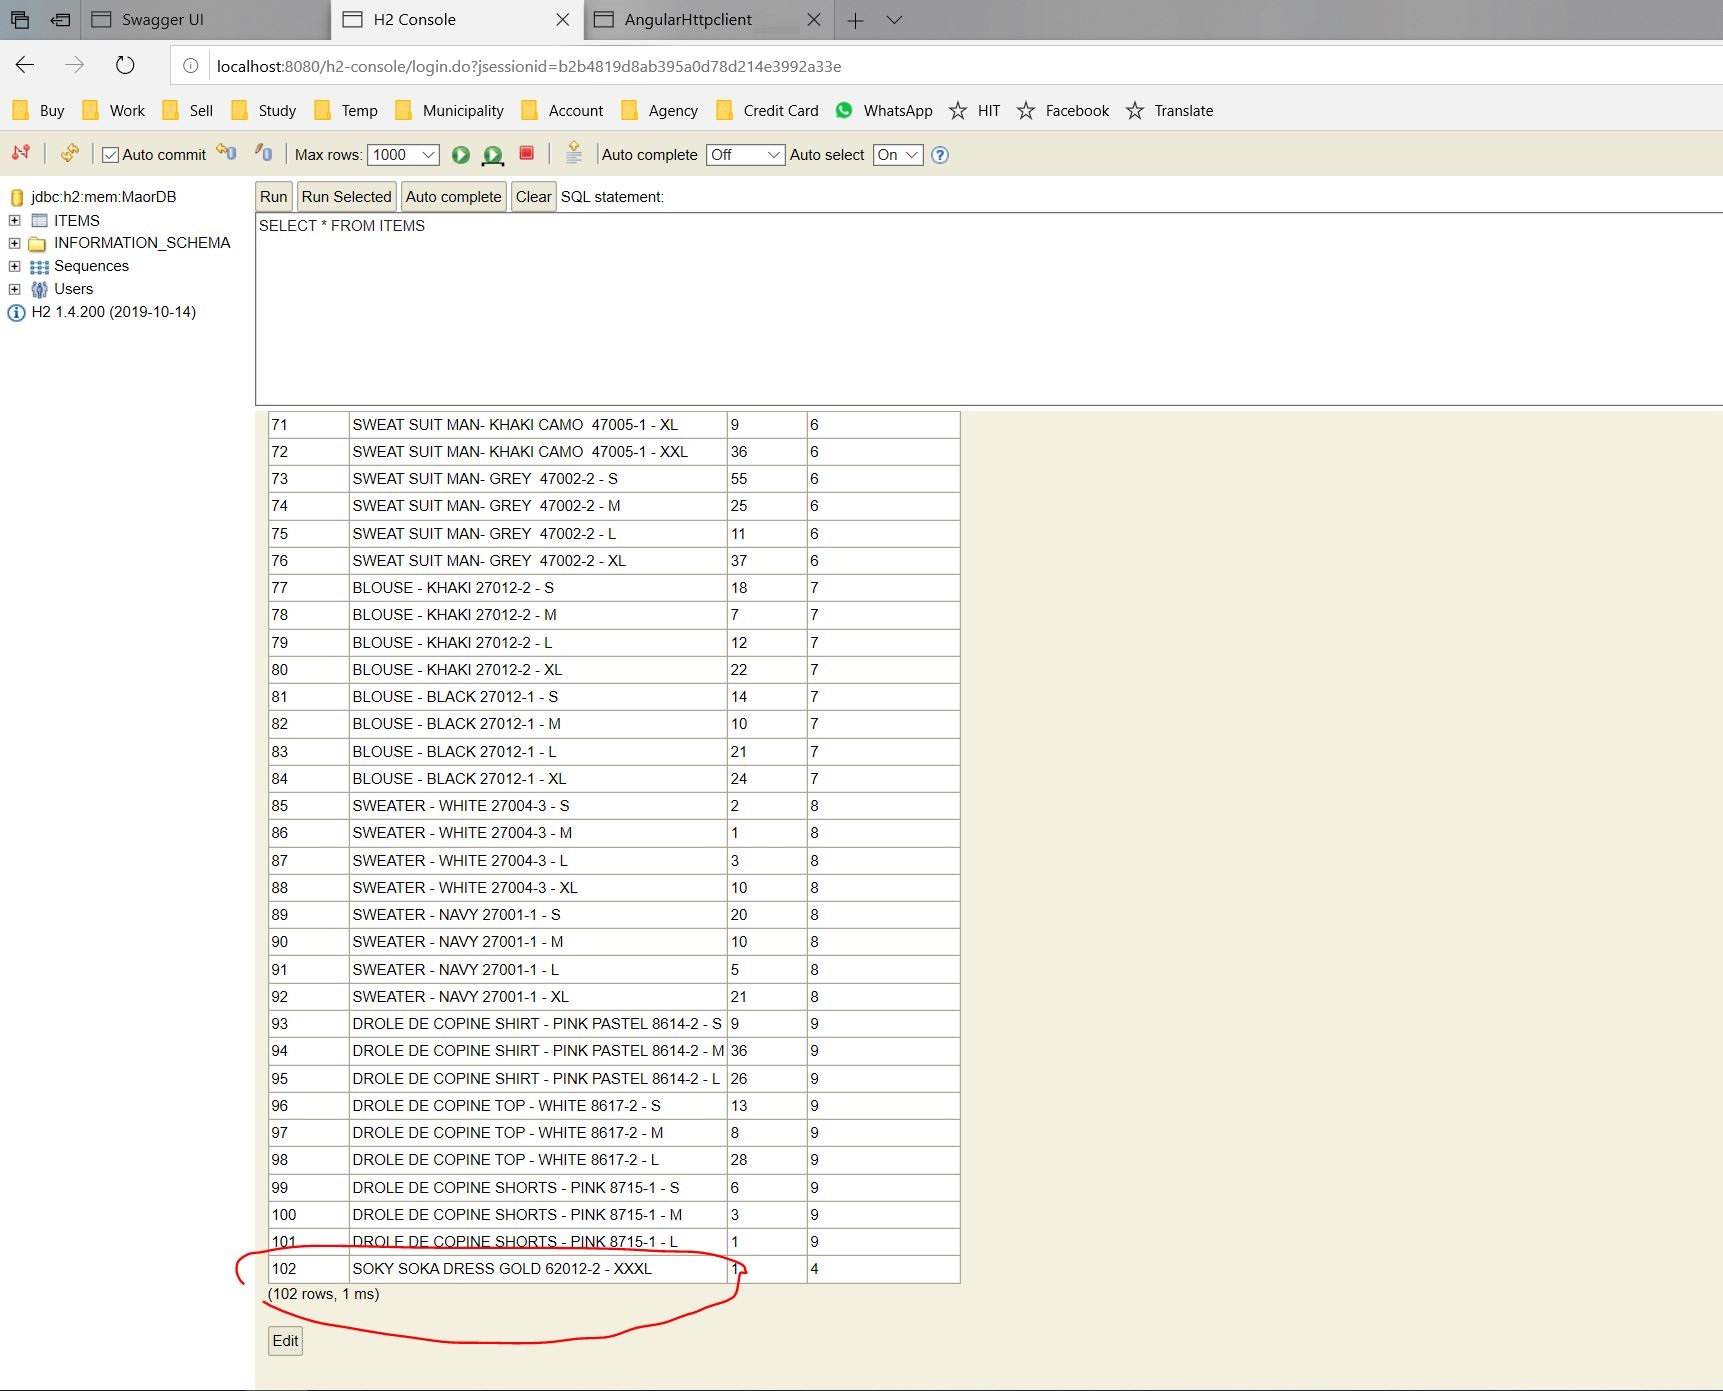 Swagger UI H2 Console AngularHttpclient
localhost:8080/h2-console/login.do?jsessionid=b2b4819d8ab395a0d78d214e3992a33e
Buy Work Sell Study Temp Municipality Account Agency Credit Card WhatsApp HIT Facebook Translate
Auto commit Max rows: 1000 Auto complete Off Auto select On ?
jdbc:h2:mem:MaorDB
ITEMS
INFORMATION_SCHEMA
Sequences
Users
H2 1.4.200 (2019-10-14)
Run Run Selected Auto complete Clear SQL statement:
SELECT * FROM ITEMS
71 SWEAT SUIT MAN- KHAKI CAMO  47005-1 - XL 9 6
72 SWEAT SUIT MAN- KHAKI CAMO  47005-1 - XXL 36 6
73 SWEAT SUIT MAN- GREY  47002-2 - S 55 6
74 SWEAT SUIT MAN- GREY  47002-2 - M 25 6
75 SWEAT SUIT MAN- GREY  47002-2 - L 11 6
76 SWEAT SUIT MAN- GREY  47002-2 - XL 37 6
77 BLOUSE - KHAKI 27012-2 - S 18 7
78 BLOUSE - KHAKI 27012-2 - M 7 7
79 BLOUSE - KHAKI 27012-2 - L 12 7
80 BLOUSE - KHAKI 27012-2 - XL 22 7
81 BLOUSE - BLACK 27012-1 - S 14 7
82 BLOUSE - BLACK 27012-1 - M 10 7
83 BLOUSE - BLACK 27012-1 - L 21 7
84 BLOUSE - BLACK 27012-1 - XL 24 7
85 SWEATER - WHITE 27004-3 - S 2 8
86 SWEATER - WHITE 27004-3 - M 1 8
87 SWEATER - WHITE 27004-3 - L 3 8
88 SWEATER - WHITE 27004-3 - XL 10 8
89 SWEATER - NAVY 27001-1 - S 20 8
90 SWEATER - NAVY 27001-1 - M 10 8
91 SWEATER - NAVY 27001-1 - L 5 8
92 SWEATER - NAVY 27001-1 - XL 21 8
93 DROLE DE COPINE SHIRT - PINK PASTEL 8614-2 - S 9 9
94 DROLE DE COPINE SHIRT - PINK PASTEL 8614-2 - M 36 9
95 DROLE DE COPINE SHIRT - PINK PASTEL 8614-2 - L 26 9
96 DROLE DE COPINE TOP - WHITE 8617-2 - S 13 9
97 DROLE DE COPINE TOP - WHITE 8617-2 - M 8 9
98 DROLE DE COPINE TOP - WHITE 8617-2 - L 28 9
99 DROLE DE COPINE SHORTS - PINK 8715-1 - S 6 9
100 DROLE DE COPINE SHORTS - PINK 8715-1 - M 3 9
101 DROLE DE COPINE SHORTS - PINK 8715-1 - L 1 9
102 SOKY SOKA DRESS GOLD 62012-2 - XXXL 1 4
(102 rows, 1 ms)
Edit